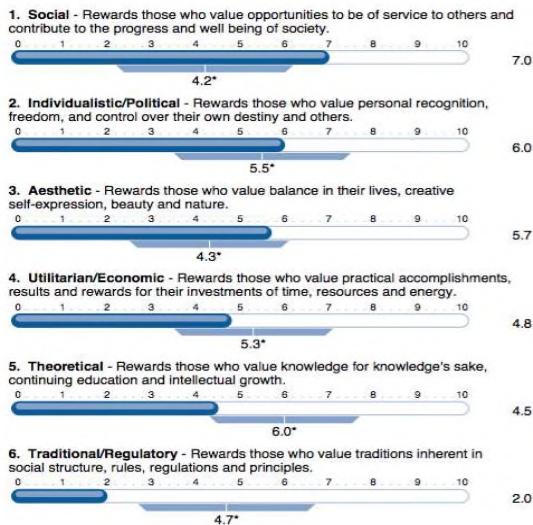 1. Social - Rewards those who value opportunities to be of service to others and
contribute to the progress and well being of society.
0 1 2 3 4 5 6 7 8 9 10
7.0
4.2*
2. Individualistic/Political - Rewards those who value personal recognition,
freedom, and control over their own destiny and others.
0 1 2 3 4 5 6 7 8 9 10
6.0
5.5*
3. Aesthetic - Rewards those who value balance in their lives, creative
self-expression, beauty and nature.
0 1 2 3 4 5 6 7 8 9 10
5.7
4.3*
4. Utilitarian/Economic - Rewards those who value practical accomplishments,
results and rewards for their investments of time, resources and energy.
0 1 2 3 4 5 6 7 8 9 10
4.8
5.3*
5. Theoretical - Rewards those who value knowledge for knowledge's sake,
continuing education and intellectual growth.
0 1 2 3 4 5 6 7 8 9 10
4.5
6.0*
6. Traditional/Regulatory - Rewards those who value traditions inherent in
social structure, rules, regulations and principles.
0 1 2 3 4 5 6 7 8 9 10
2.0
4.7*